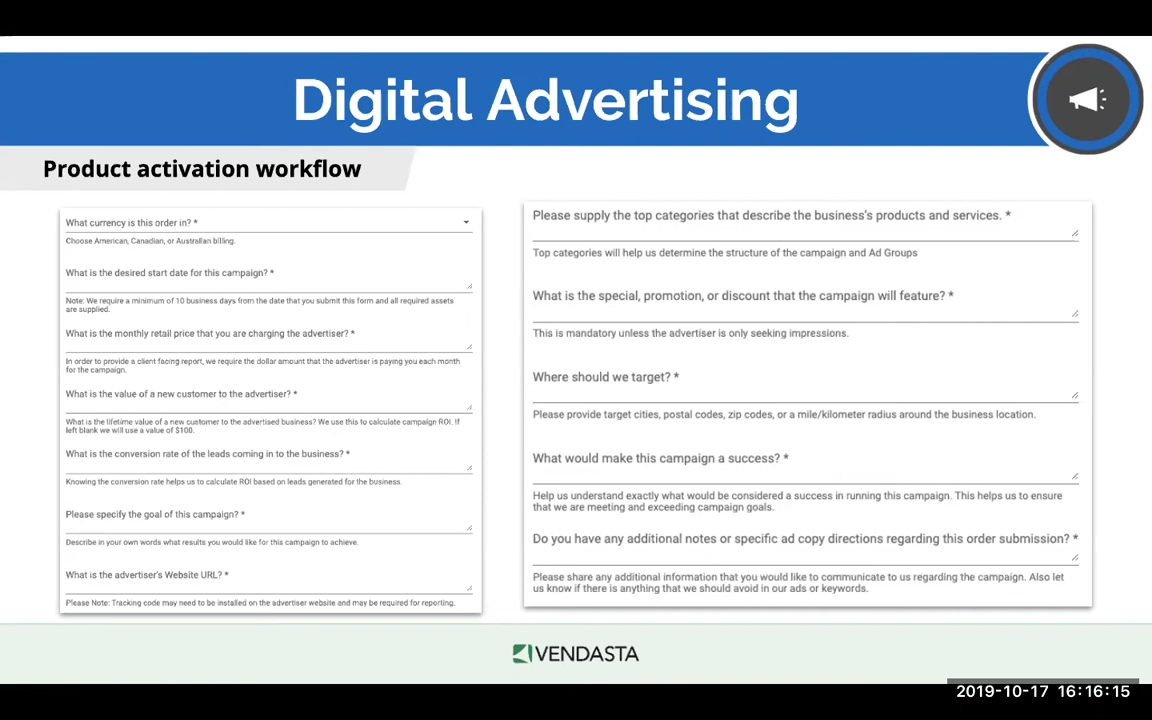 Digital Advertising
Product activation workflow
What currency is this order in? *
Choose American, Canadian, or Australian billing.
What is the desired start date for this campaign? *
Note: We require a minimum of 10 business days from the date that you submit this form and all required assets
are supplied.
What is the monthly retail price that you are charging the advertiser? *
In order to provide a client facing report, we require the dollar amount that the advertiser is paying you each month
for the campaign.
What is the value of a new customer to the advertiser? *
What is the lifetime value of a new customer to the advertised business? We use this to calculate campaign ROI. If
left blank we will use a value of $100.
What is the conversion rate of the leads coming in to the business? *
Knowing the conversion rate helps us to calculate ROI based on leads generated for the business.
Please specify the goal of this campaign? *
Describe in your own words what results you would like for this campaign to achieve.
What is the advertiser's Website URL? *
Please Note: Tracking code may need to be installed on the advertiser website and may be required for reporting.
Please supply the top categories that describe the business's products and services. *
Top categories will help us determine the structure of the campaign and Ad Groups
What is the special, promotion, or discount that the campaign will feature? *
This is mandatory unless the advertiser is only seeking impressions.
Where should we target? *
Please provide target cities, postal codes, zip codes, or a mile/kilometer radius around the business location.
What would make this campaign a success? *
Help us understand exactly what would be considered a success in running this campaign. This helps us to ensure
that we are meeting and exceeding campaign goals.
Do you have any additional notes or specific ad copy directions regarding this order submission? *
Please share any additional information that you would like to communicate to us regarding the campaign. Also let
us know if there is anything that we should avoid in our ads or keywords.
VENDASTA
2019-10-17 16:16:15